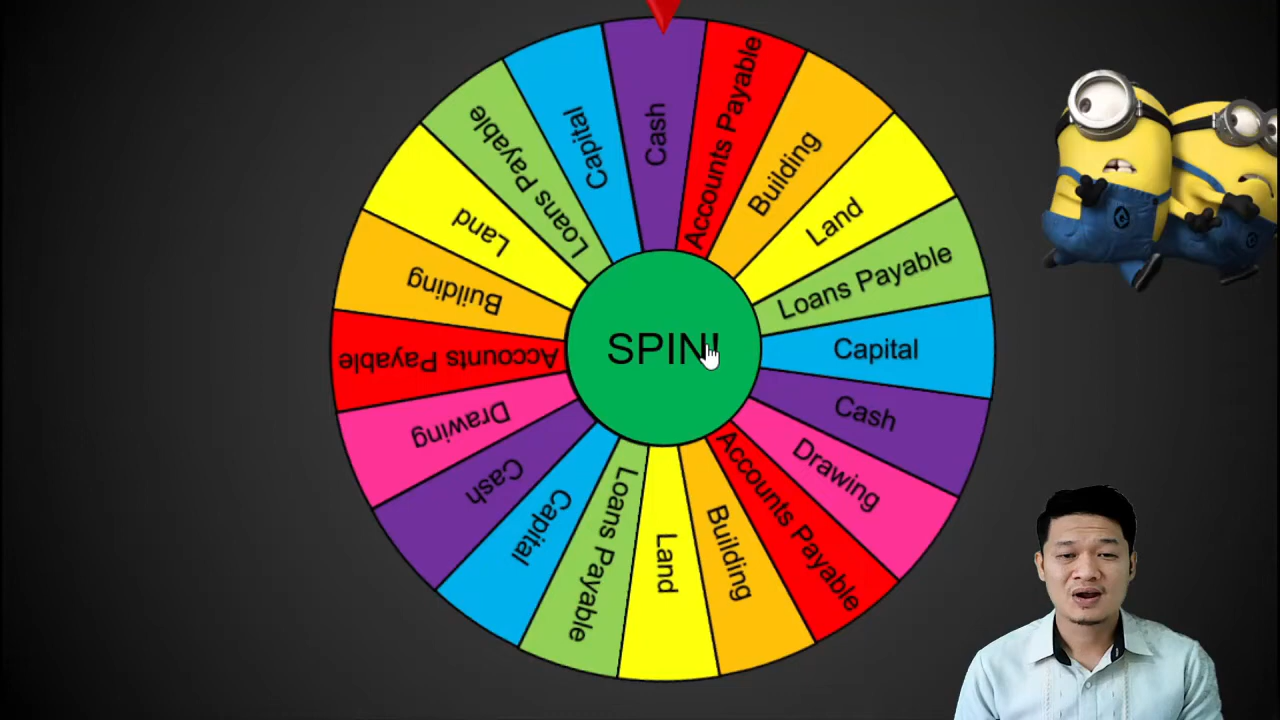 Cash
Accounts Payable
Building
Land
Loans Payable
Capital
Cash
Drawing
Accounts Payable
Building
Land
Loans Payable
Capital
Cash
Drawing
Accounts Payable
Building
Land
Loans Payable
Capital
SPIN!